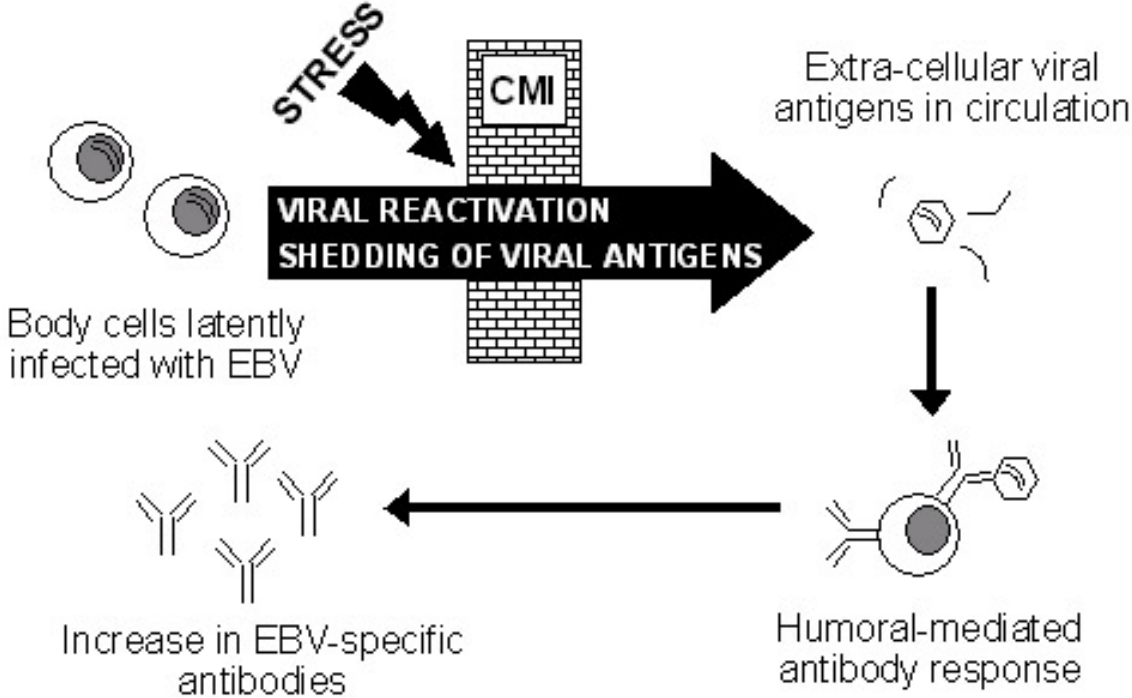 STRESS
CMI
Extra-cellular viral
antigens in circulation
VIRAL REACTIVATION
SHEDDING OF VIRAL ANTIGENS
Body cells latently
infected with EBV
Increase in EBV-specific
antibodies
Humoral-mediated
antibody response